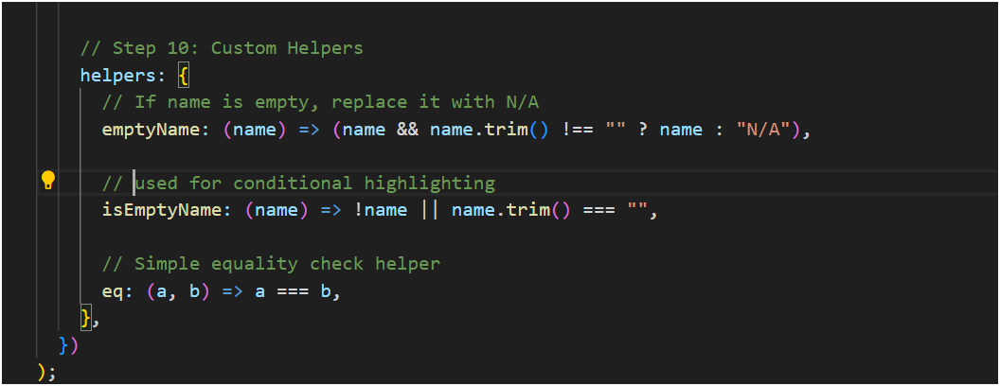 // Step 10: Custom Helpers
helpers: {
// If name is empty, replace it with N/A
emptyName: (name) => (name && name.trim() !== "" ? name : "N/A"),
// used for conditional highlighting
isEmptyName: (name) => !name || name.trim() === "",
// Simple equality check helper
eq: (a, b) => a === b,
},
})
);